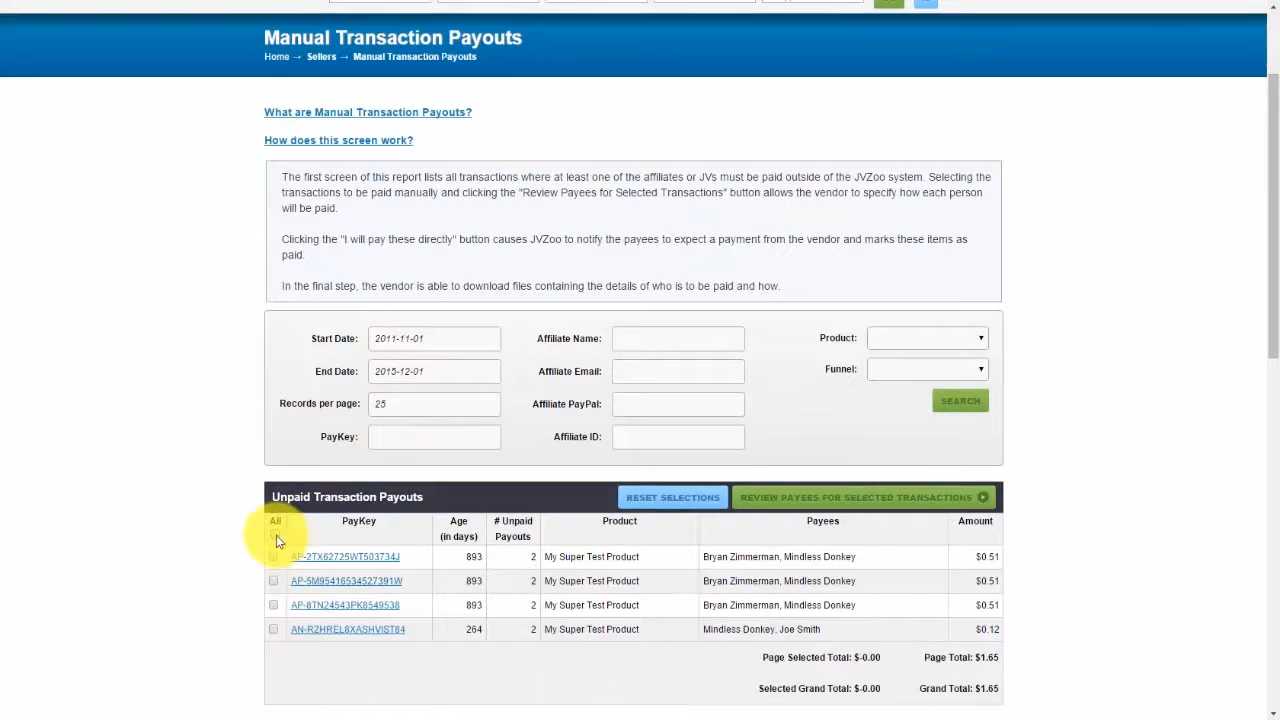 Manual Transaction Payouts
Home → Sellers → Manual Transaction Payouts
What are Manual Transaction Payouts?
How does this screen work?
The first screen of this report lists all transactions where at least one of the affiliates or JVs must be paid outside of the JVZoo system. Selecting the
transactions to be paid manually and clicking the "Review Payees for Selected Transactions" button allows the vendor to specify how each person
will be paid.
Clicking the "I will pay these directly" button causes JVZoo to notify the payees to expect a payment from the vendor and marks these items as
paid.
In the final step, the vendor is able to download files containing the details of who is to be paid and how.
Start Date: 2011-11-01 Affiliate Name: Product:
End Date: 2015-12-01 Affiliate Email: Funnel:
Records per page: 25 Affiliate PayPal: SEARCH
PayKey: Affiliate ID:
Unpaid Transaction Payouts RESET SELECTIONS REVIEW PAYEES FOR SELECTED TRANSACTIONS
All PayKey Age # Unpaid Product Payees Amount
(in days) Payouts
AP-2TX62725WT503734J 893 2 My Super Test Product Bryan Zimmerman, Mindless Donkey $0.51
AP-5M95416534527391W 893 2 My Super Test Product Bryan Zimmerman, Mindless Donkey $0.51
AP-8TN24543PK8549538 893 2 My Super Test Product Bryan Zimmerman, Mindless Donkey $0.51
AN-R2HREL8XASHVIST84 264 2 My Super Test Product Mindless Donkey, Joe Smith $0.12
Page Selected Total: $-0.00 Page Total: $1.65
Selected Grand Total: $-0.00 Grand Total: $1.65